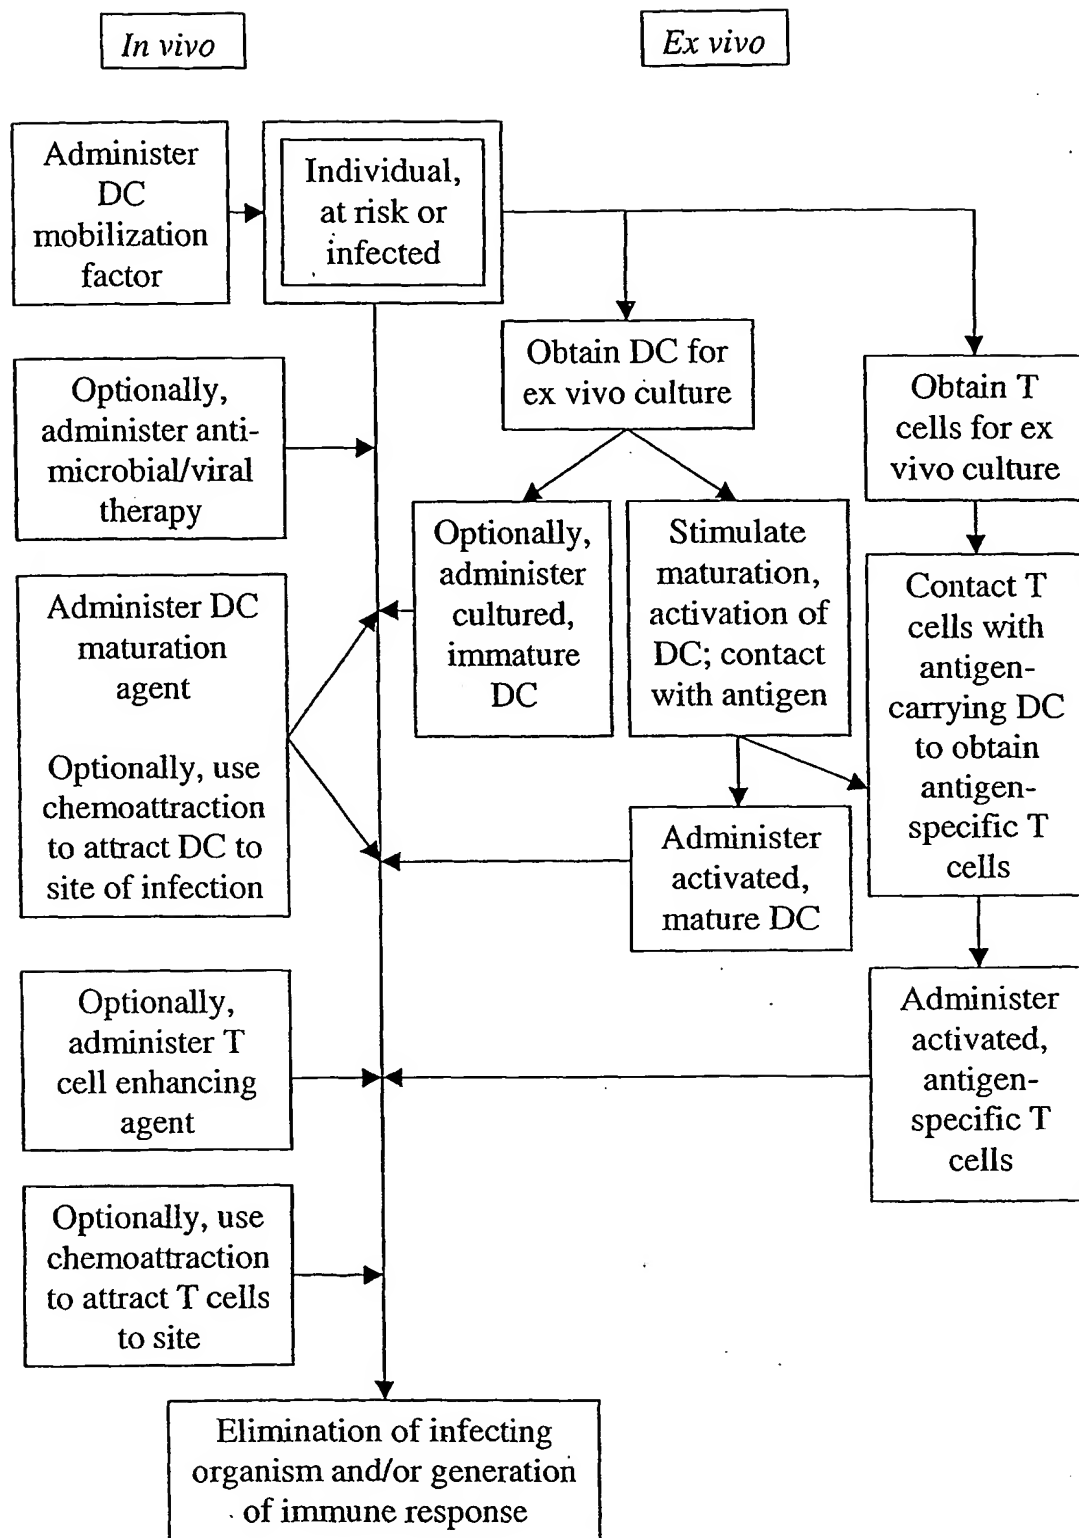 In vivo
Ex vivo
Administer
DC
mobilization
factor
Individual,
at risk or
infected
Obtain DC for
ex vivo culture
Obtain T
cells for ex
vivo culture
Optionally,
administer anti-
microbial/viral
therapy
Optionally,
administer
cultured,
immature
DC
Stimulate
maturation,
activation of
DC; contact
with antigen
Contact T
cells with
antigen-
carrying DC
to obtain
antigen-
specific T
cells
Administer DC
maturation
agent
Optionally, use
chemoattraction
to attract DC to
site of infection
Administer
activated,
mature DC
Optionally,
administer T
cell enhancing
agent
Administer
activated,
antigen-
specific T
cells
Optionally, use
chemoattraction
to attract T cells
to site
Elimination of infecting
organism and/or generation
of immune response